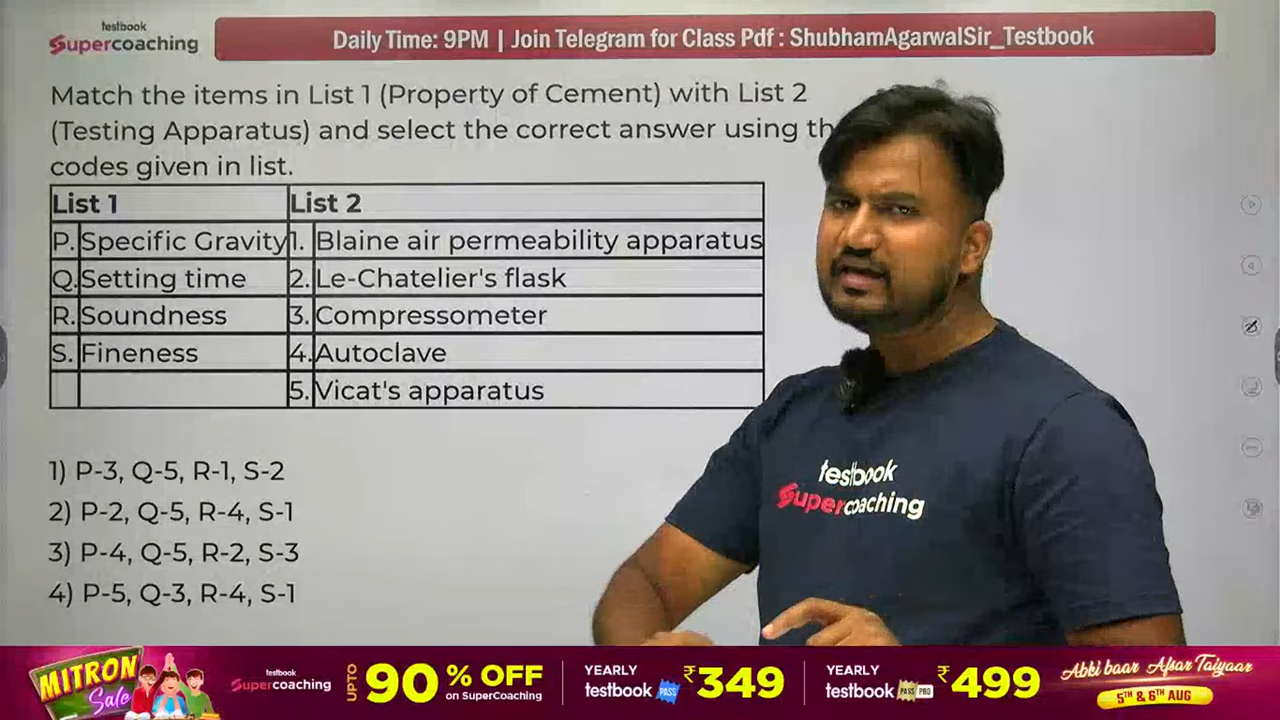 testbook
Supercoaching
Daily Time: 9PM | Join Telegram for Class Pdf : ShubhamAgarwalSir_Testbook
Match the items in List 1 (Property of Cement) with List 2
(Testing Apparatus) and select the correct answer using th
codes given in list.
List 1 List 2
P. Specific Gravity 1. Blaine air permeability apparatus
Q. Setting time 2. Le-Chatelier's flask
R. Soundness 3. Compressometer
S. Fineness 4. Autoclave
5. Vicat's apparatus
1) P-3, Q-5, R-1, S-2
2) P-2, Q-5, R-4, S-1
3) P-4, Q-5, R-2, S-3
4) P-5, Q-3, R-4, S-1
testbook
Supercoaching
MITRON
Sale
testbook
Supercoaching
UPTO 90 % OFF
on SuperCoaching
YEARLY
testbook PASS
₹349
YEARLY
testbook PASS PRO
₹499
Abki baar Afsar Taiyaar
5TH & 6TH AUG